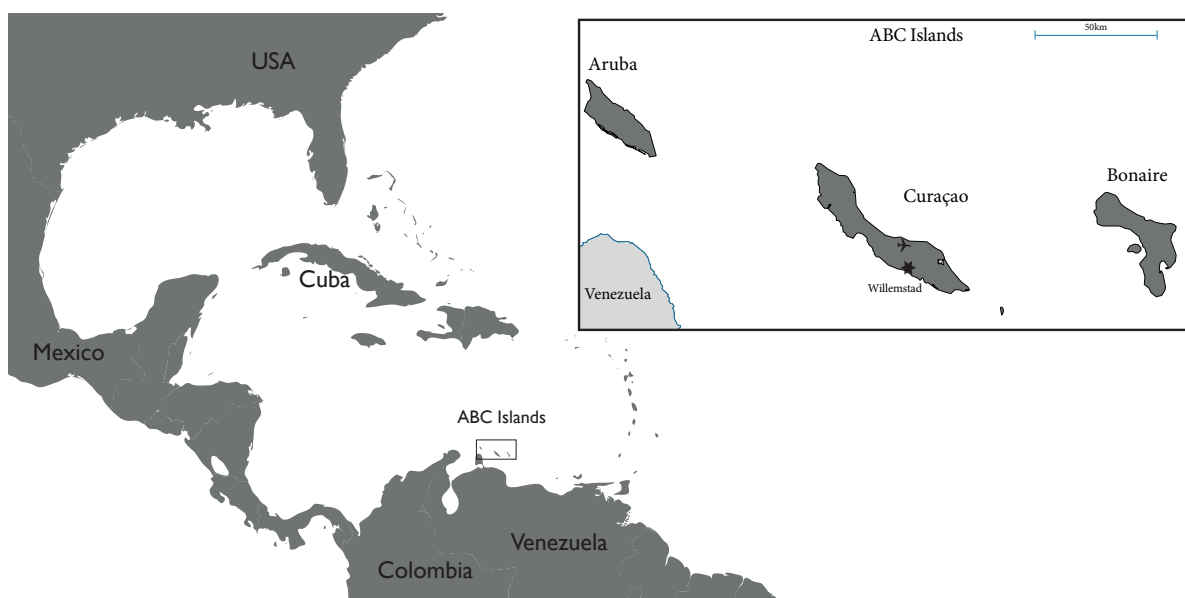 USA
Cuba
Mexico
ABC Islands
Venezuela
Colombia
ABC Islands
50km
Aruba
Bonaire
Curaçao
Willemstad
Venezuela